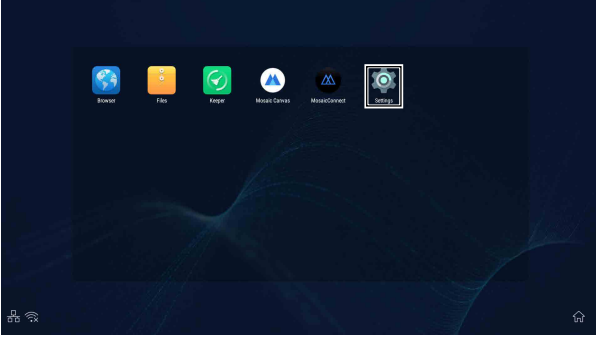 Browser
Files
Keeper
Mosaic Canvas
MosaicConnect
Settings